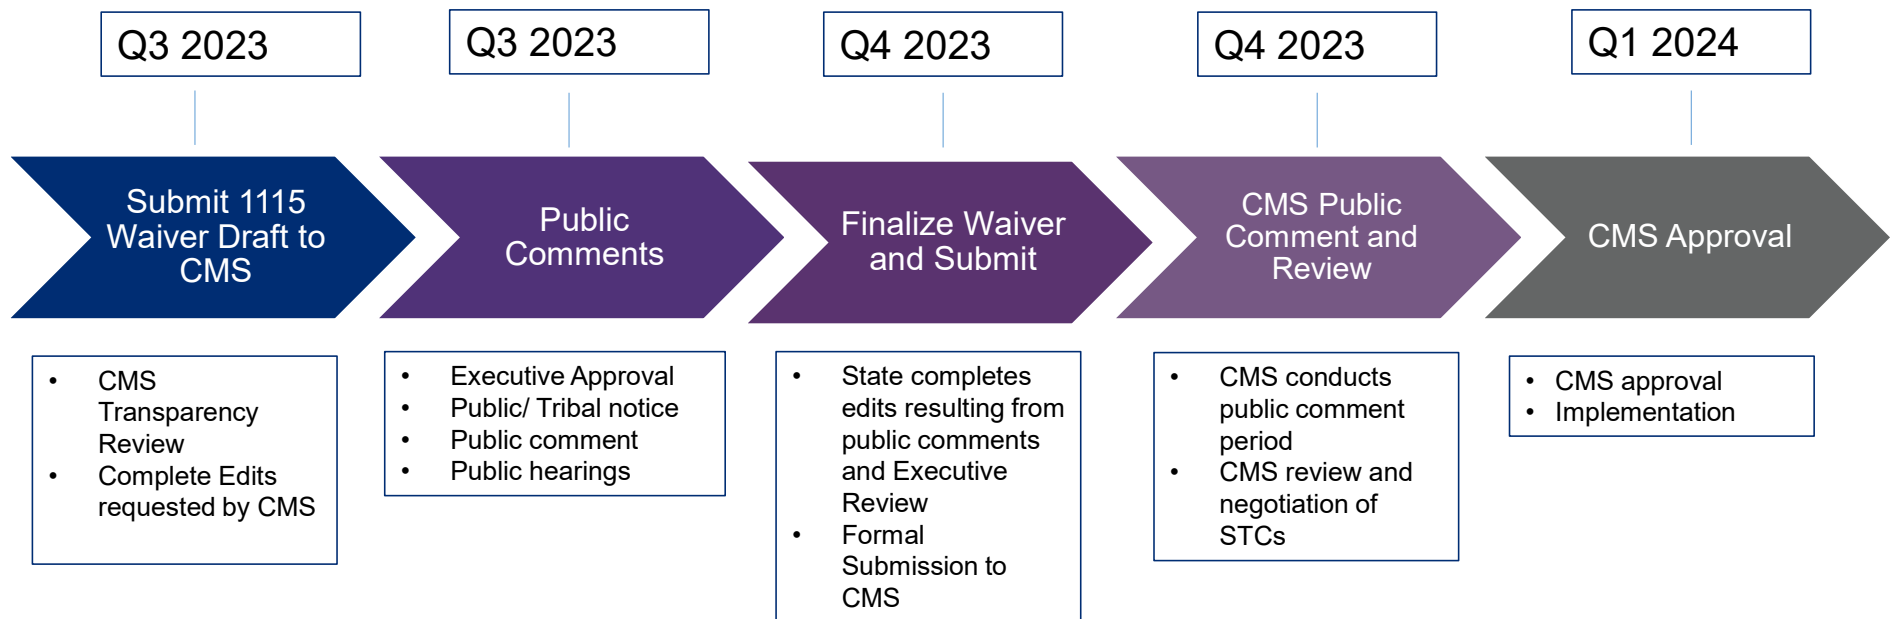 Q3 2023
Q3 2023
Q4 2023
Q4 2023
Q1 2024
Submit 1115
Waiver Draft to
CMS
Public
Comments
Finalize Waiver
and Submit
CMS Public
Comment and
Review
CMS Approval
• CMS
Transparency
Review
• Complete Edits
requested by CMS
• Executive Approval
• Public/ Tribal notice
• Public comment
• Public hearings
• State completes
edits resulting from
public comments
and Executive
Review
• Formal
Submission to
CMS
• CMS conducts
public comment
period
• CMS review and
negotiation of
STCs
• CMS approval
• Implementation